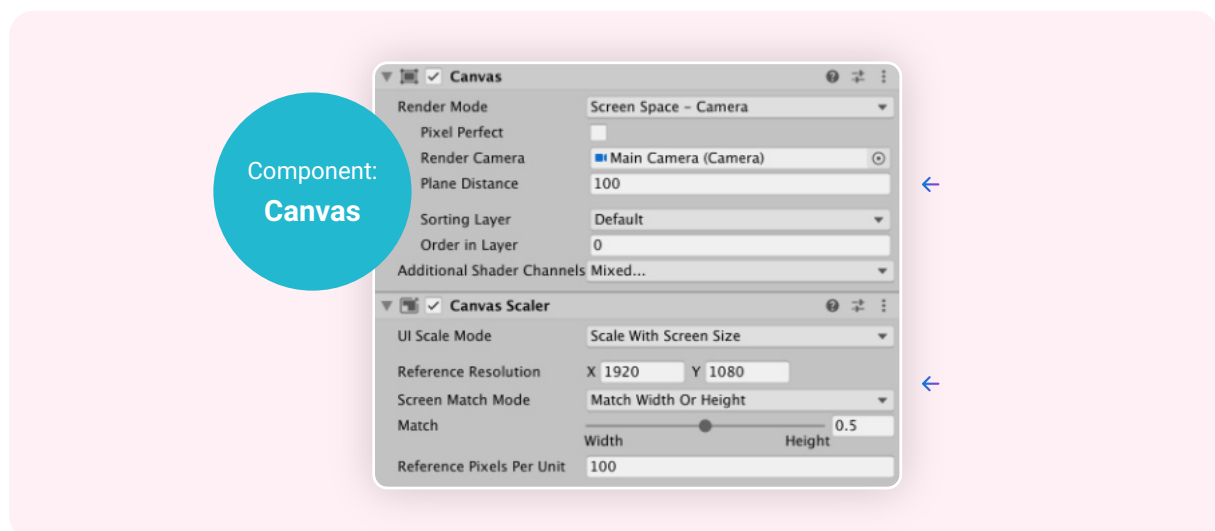 Component:
Canvas
Canvas
Render Mode Screen Space - Camera
Pixel Perfect
Render Camera Main Camera (Camera)
Plane Distance 100
Sorting Layer Default
Order in Layer 0
Additional Shader Channels Mixed...
Canvas Scaler
UI Scale Mode Scale With Screen Size
Reference Resolution X 1920 Y 1080
Screen Match Mode Match Width Or Height
Match 0.5
Width Height
Reference Pixels Per Unit 100